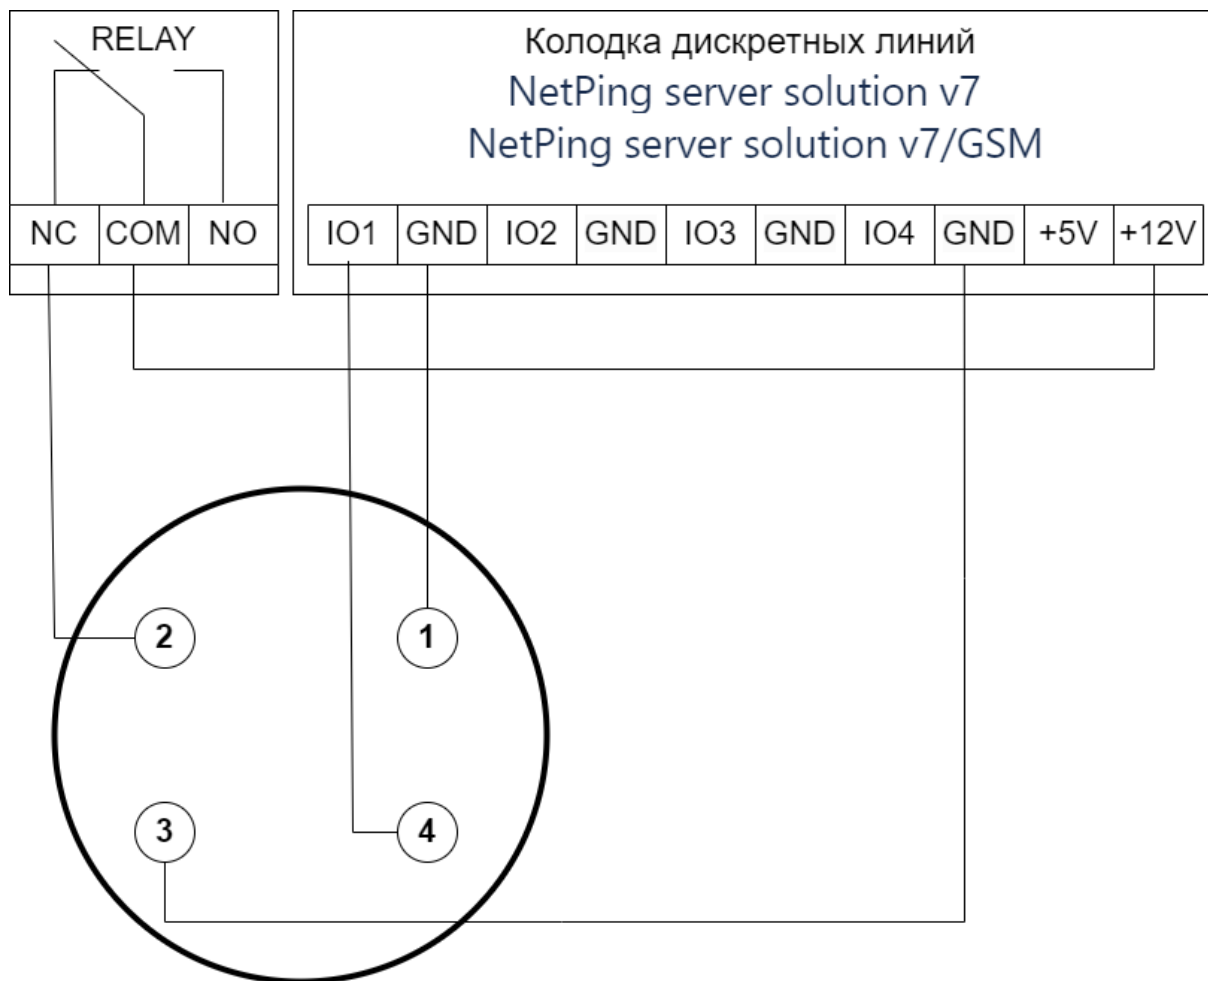 RELAY
NC COM NO
Колодка дискретных линий
NetPing server solution v7
NetPing server solution v7/GSM
IO1 GND IO2 GND IO3 GND IO4 GND +5V +12V
2 1
3 4